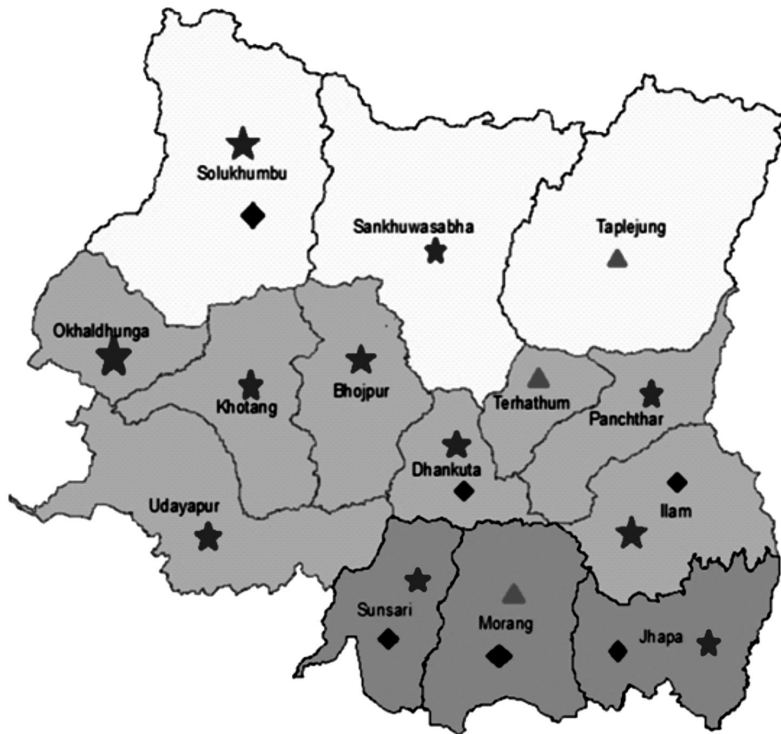 Solukhumbu
Sankhuwasabha
Taplejung
Okhaldhunga
Khotang
Bhojpur
Terhathum
Panchthar
Dhankuta
Udayapur
Ilam
Sunsari
Morang
Jhapa